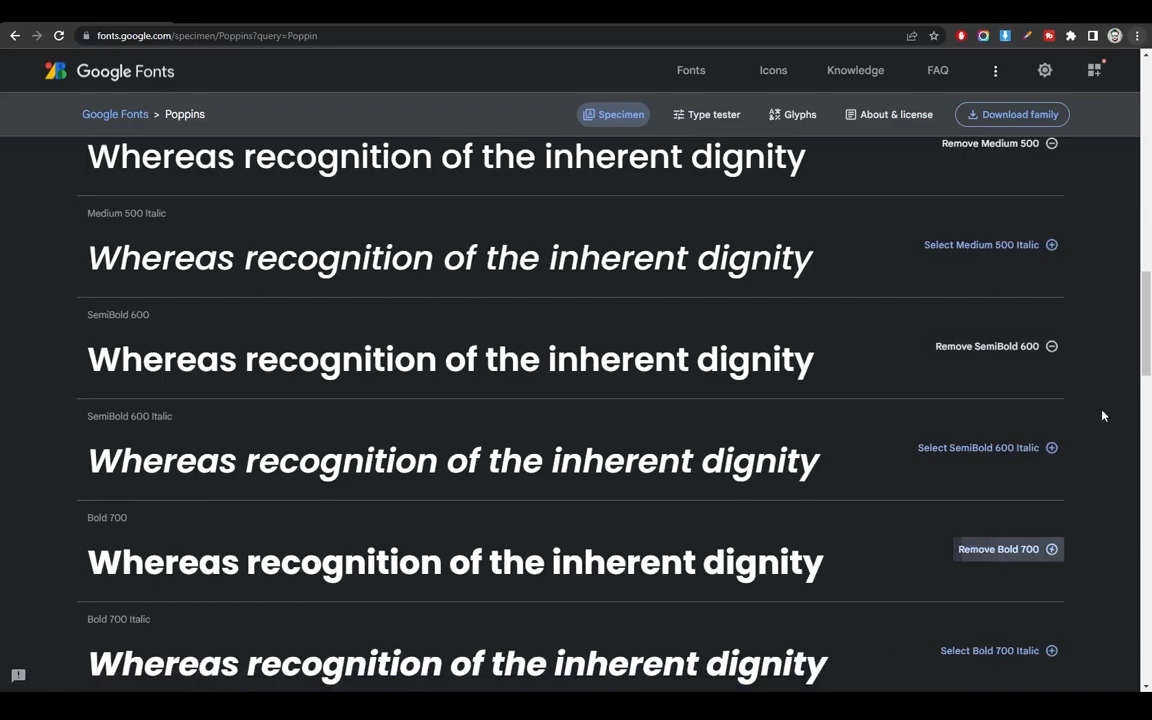 fonts.google.com/specimen/Poppins?query=Poppin
Google Fonts
Fonts
Icons
Knowledge
FAQ
Google Fonts > Poppins
Specimen
Type tester
Glyphs
About & license
Download family
Whereas recognition of the inherent dignity
Remove Medium 500
Medium 500 Italic
Whereas recognition of the inherent dignity
Select Medium 500 Italic
SemiBold 600
Whereas recognition of the inherent dignity
Remove SemiBold 600
SemiBold 600 Italic
Whereas recognition of the inherent dignity
Select SemiBold 600 Italic
Bold 700
Whereas recognition of the inherent dignity
Remove Bold 700
Bold 700 Italic
Whereas recognition of the inherent dignity
Select Bold 700 Italic